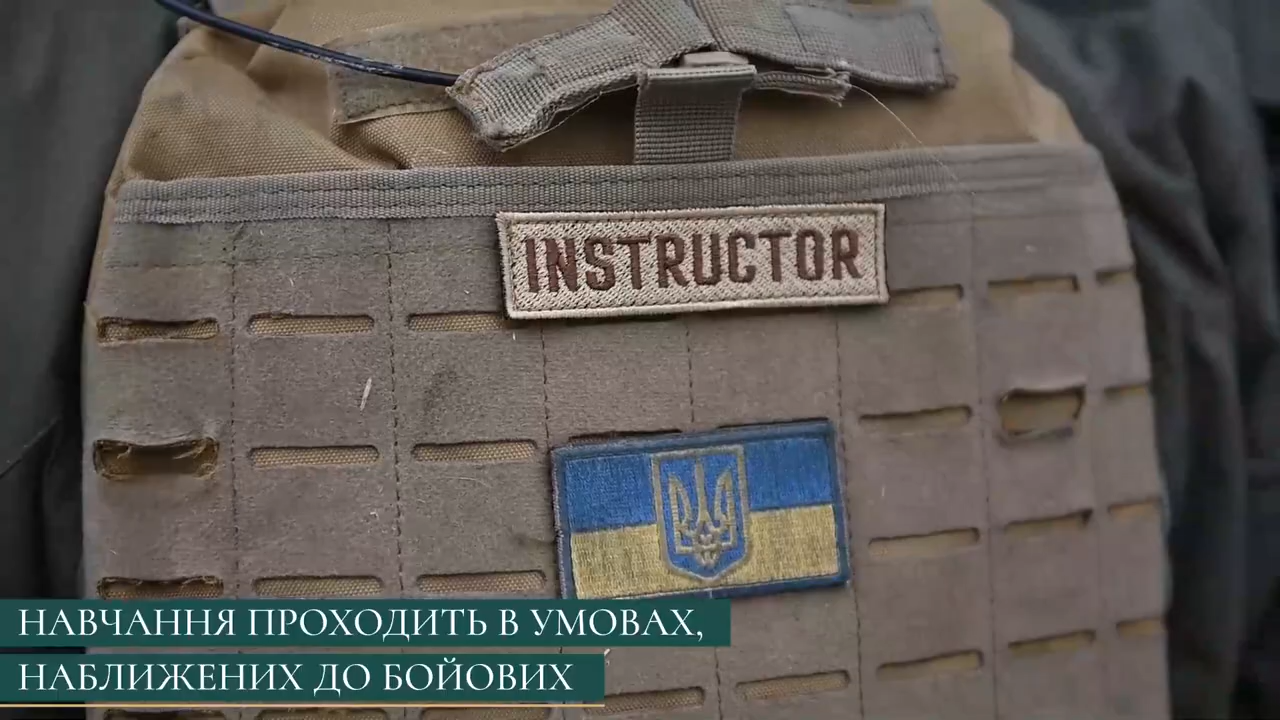 INSTRUCTOR
НАВЧАННЯ ПРОХОДИТЬ В УМОВАХ,
НАБЛИЖЕНИХ ДО БОЙОВИХ